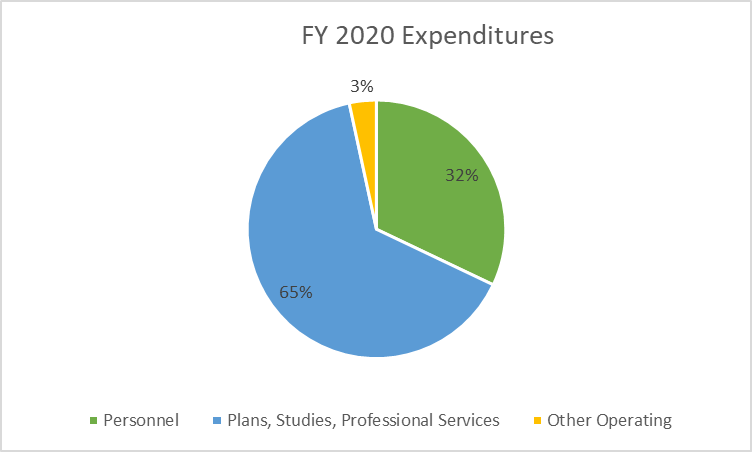 FY 2020 Expenditures
3%
32%
65%
Personnel Plans, Studies, Professional Services Other Operating